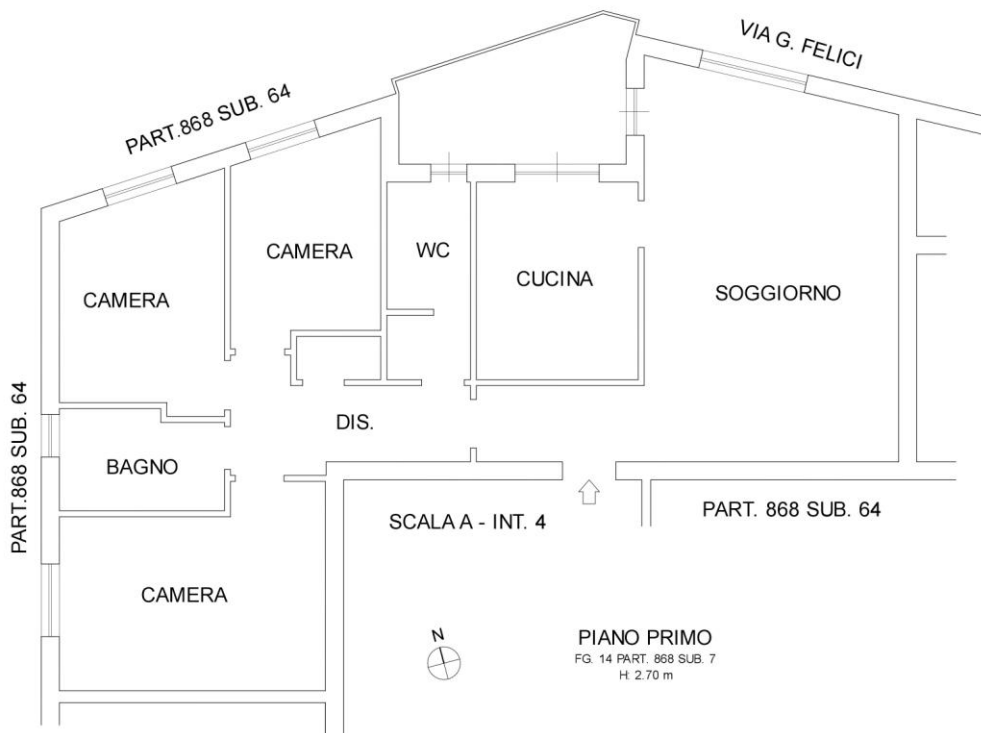 VIA G. FELICI
PART.868 SUB. 64
CAMERA
WC
CUCINA
SOGGIORNO
CAMERA
PART.868 SUB. 64
DIS.
BAGNO
SCALA A - INT. 4
PART. 868 SUB. 64
CAMERA
N
PIANO PRIMO
FG. 14 PART. 868 SUB. 7
H: 2.70 m